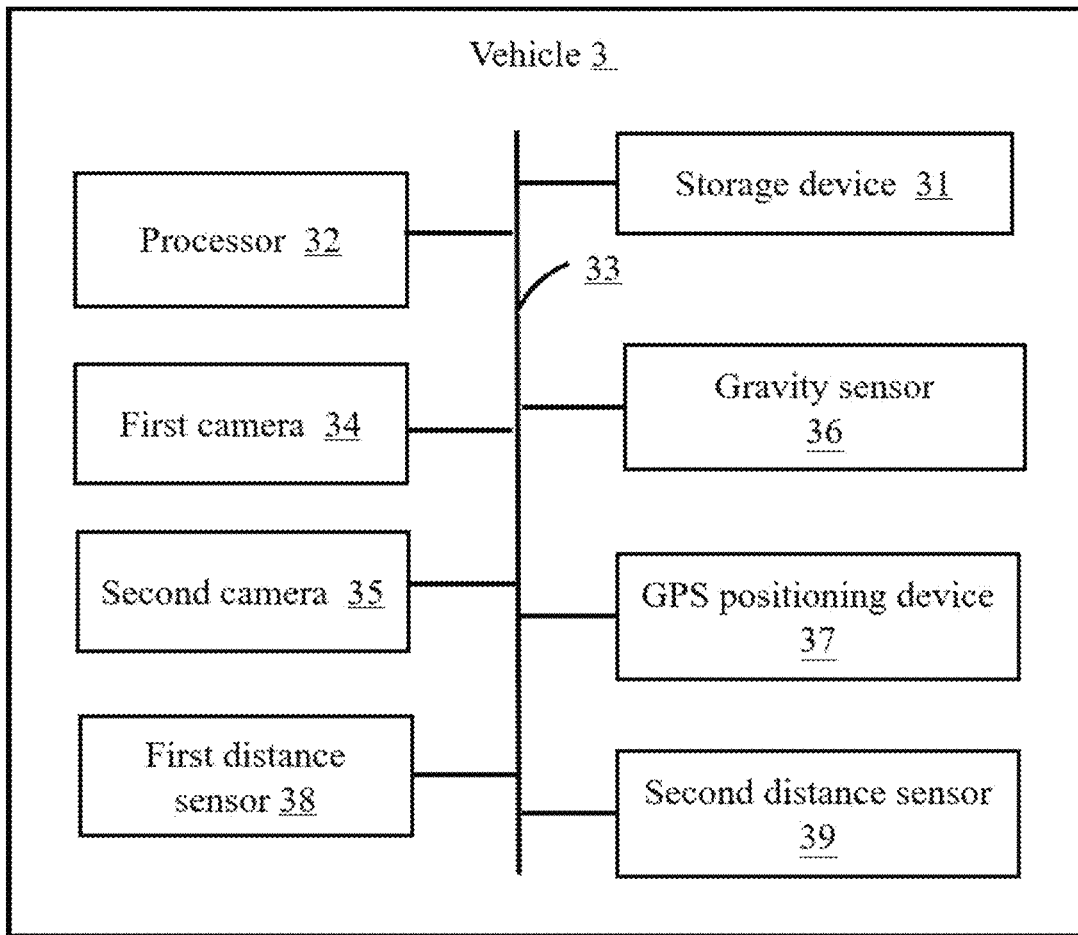 Vehicle 3
Processor 32
Storage device 31
33
First camera 34
Gravity sensor
36
Second camera 35
GPS positioning device
37
First distance
sensor 38
Second distance sensor
39